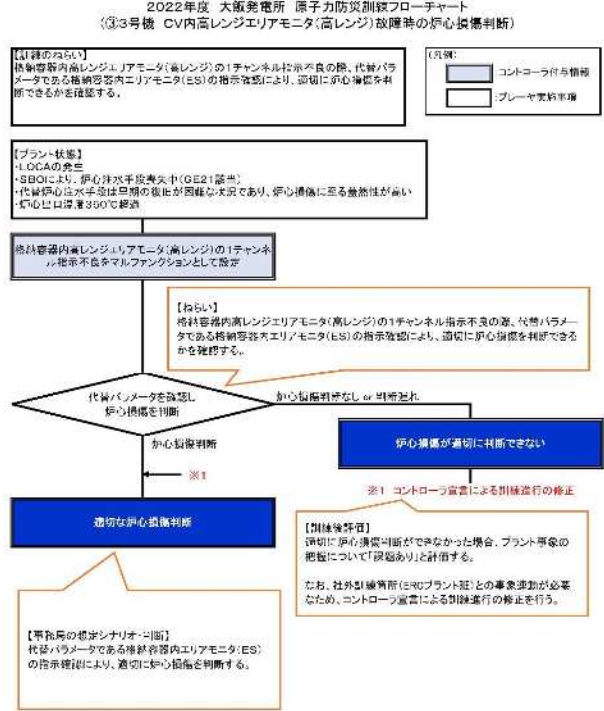 2022年度 大飯発電所 原子力防災訓練フローチャート
(③3号機 CV内高レンジエリアモニタ(高レンジ)故障時の炉心損傷判断)
【訓練のねらい】
格納容器内高レンジエリアモニタ(高レンジ)の1チャンネル指示不良の際、代替パラ
メータである格納容器内エリアモニタ(ES)の指示確認により、適切に炉心損傷を判
断できるかを確認する。
(凡例)
コントローラ付与情報
:プレーヤ実施事項
【プラント状態】
・LOCAの発生
・SBOにより、炉心注水手段喪失中(GE21該当)
・代替炉心注水手段は早期の復旧が困難な状況であり、炉心損傷に至る蓋然性が高い
・炉心出口温度350℃超過
格納容器内高レンジエリアモニタ(高レンジ)の1チャンネ
ル指示不良をマルファンクションとして設定
【ねらい】
格納容器内高レンジエリアモニタ(高レンジ)の1チャンネル指示不良の際、代替パラメー
タである格納容器内エリアモニタ(ES)の指示確認により、適切に炉心損傷を判断できる
かを確認する。
代替パラメータを確認し
炉心損傷を判断
炉心損傷判断なし or 判断遅れ
炉心損傷判断
炉心損傷が適切に判断できない
※1
※1 コントローラ宣言による訓練進行の修正
適切な炉心損傷判断
【訓練後評価】
適切に炉心損傷判断ができなかった場合、プラント事象の
把握について「課題あり」と評価する。
なお、社外訓練箇所(ERCプラント班)との事象連動が必要
なため、コントローラ宣言による訓練進行の修正を行う。
【事務局の想定シナリオ・判断】
代替パラメータである格納容器内エリアモニタ(ES)
の指示確認により、適切に炉心損傷を判断する。